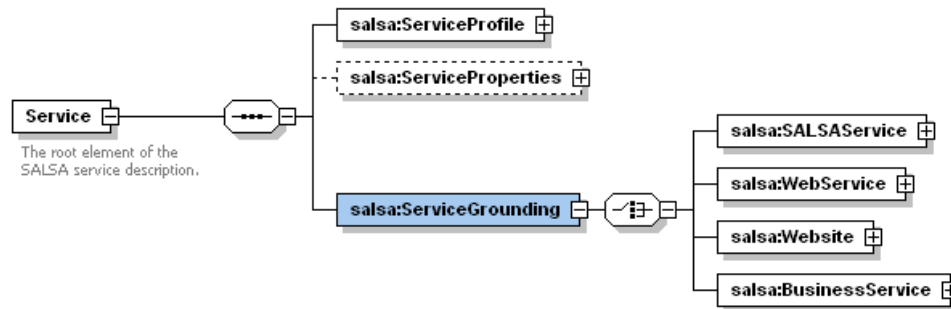 salsa:ServiceProfile
salsa:ServiceProperties
Service
The root element of the
SALSA service description.
salsa:ServiceGrounding
salsa:SALSAService
salsa:WebService
salsa:Website
salsa:BusinessService